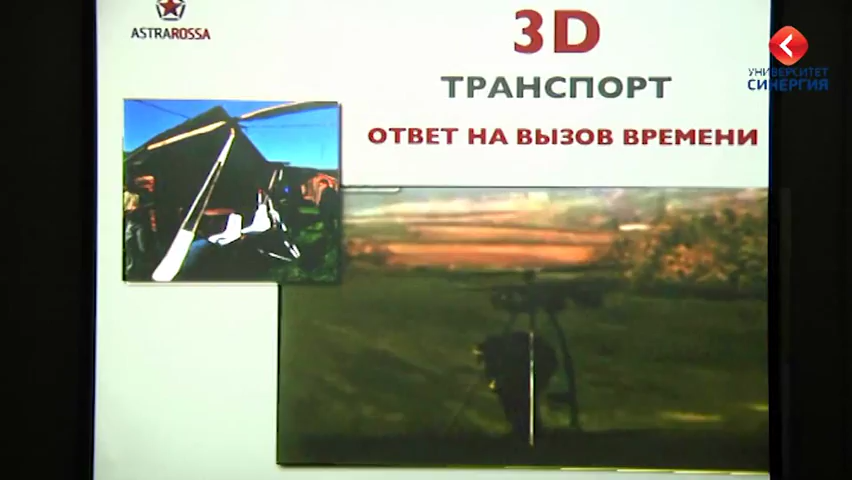 ASTRAROSSA
3D
ТРАНСПОРТ
ОТВЕТ НА ВЫЗОВ ВРЕМЕНИ
УНИВЕРСИТЕТ
СИНЕРГИЯ